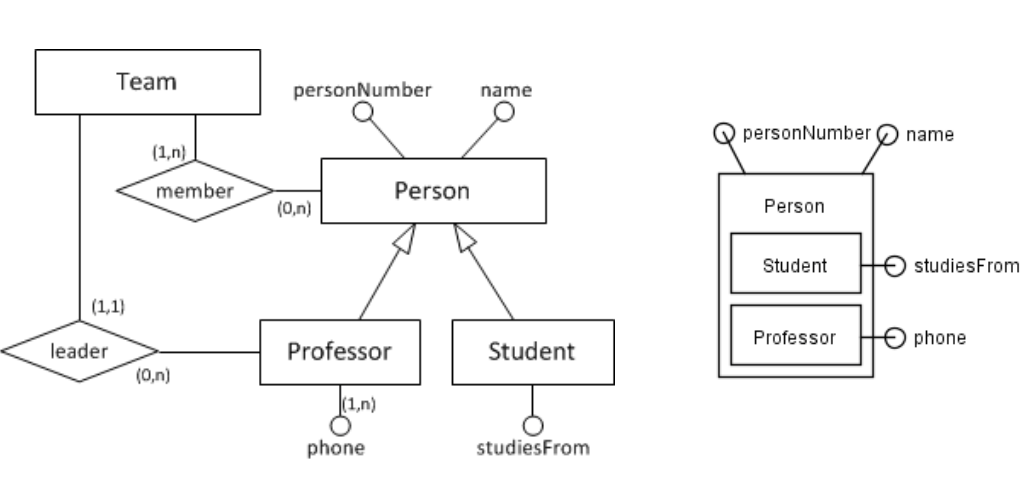 Team
personNumber name
(1,n)
member
(0,n)
Person
(1,1)
leader
(0,n)
Professor
Student
(1,n)
phone
studiesFrom
personNumber name
Person
Student
studiesFrom
Professor
phone